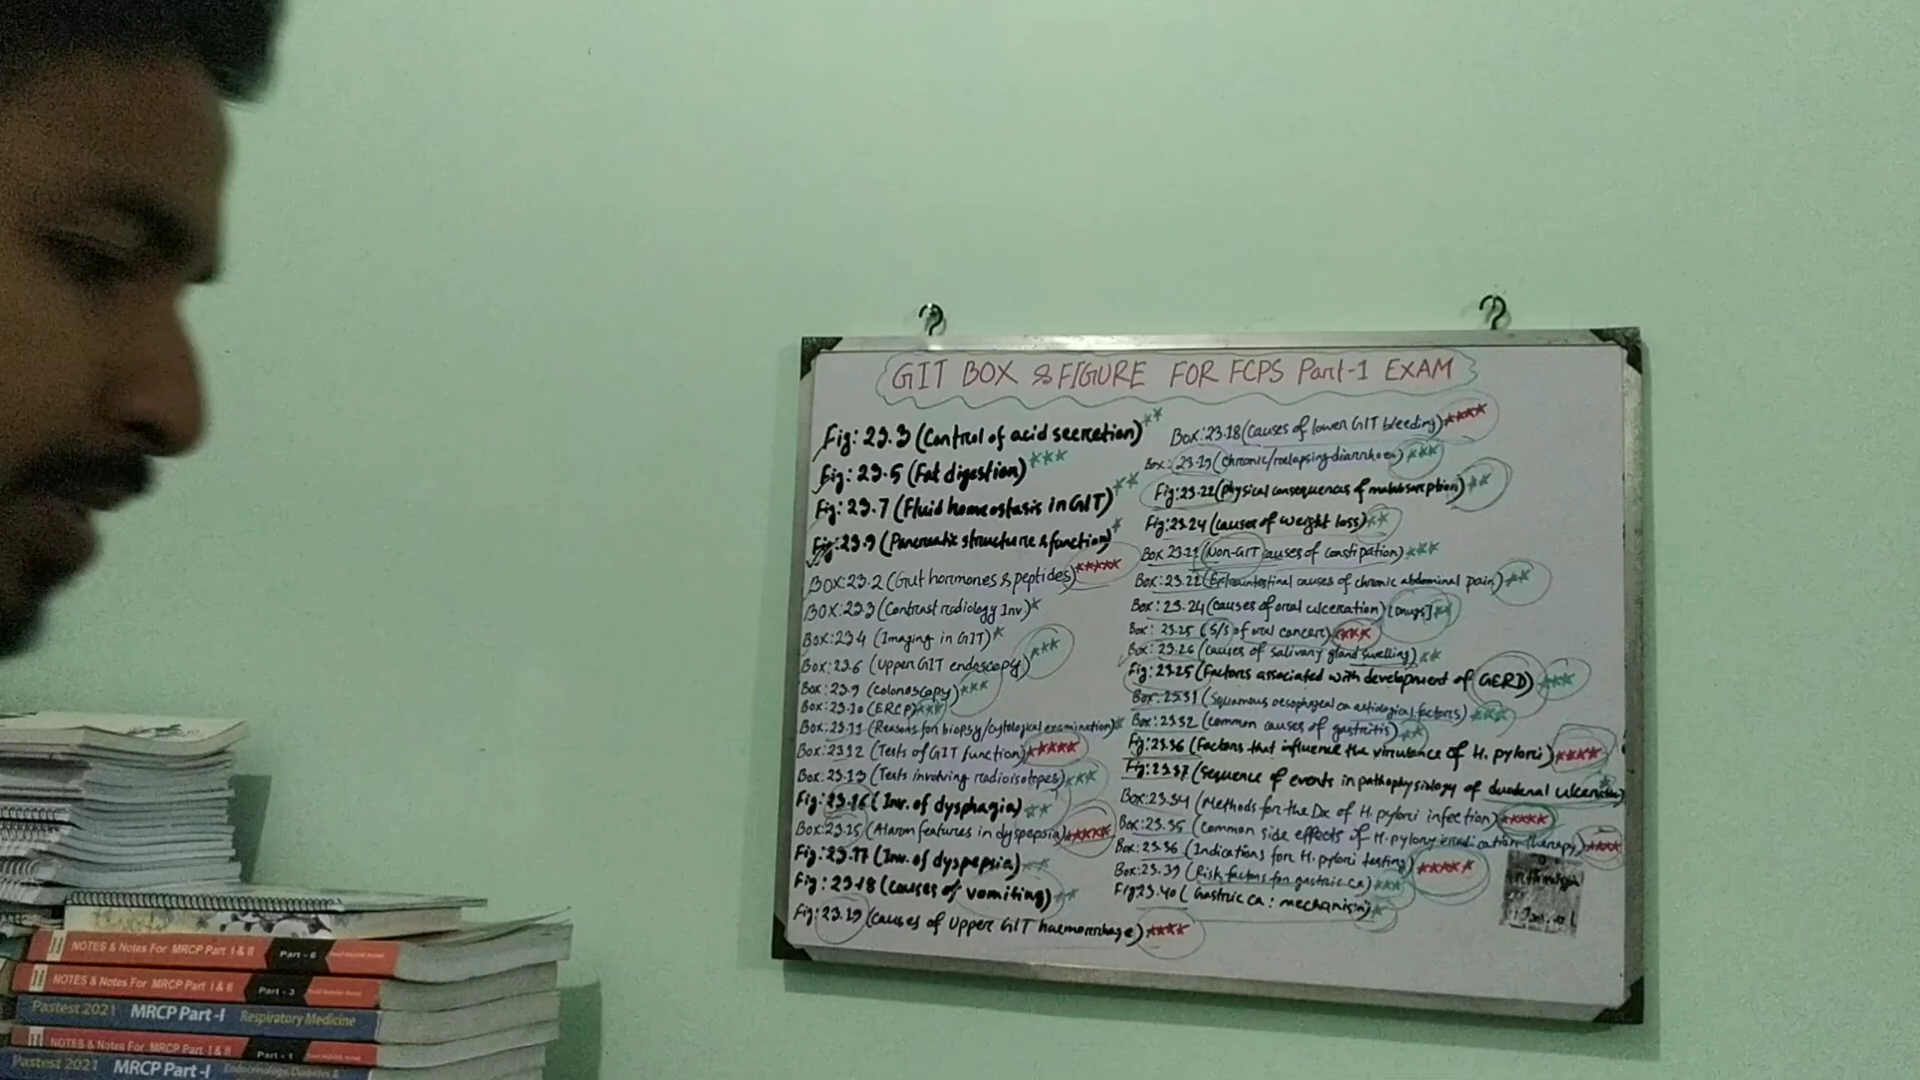 GIT BOX & FIGURE FOR FCPS Part-1 EXAM
Fig: 23.3 (Control of acid secretion) **
Fig: 23.5 (Fat digestion) ***
Fig: 23.7 (Fluid homeostasis in GIT) **
Fig: 23.9 (Pancreatic structure & function) *
BOX: 23.2 (Gut hormones & peptides) *****
BOX: 23.3 (Contrast radiology Inv) *
Box: 23.4 (Imaging in GIT) *
Box: 23.6 (Upper GIT endoscopy) ***
Box: 23.9 (Colonoscopy) ***
Box: 23.10 (ERCP) ***
Box: 23.11 (Reasons for biopsy/cytological examination) *
Box: 23.12 (Tests of GIT function) *****
Box: 23.13 (Tests involving radioisotopes) ***
Fig: 23.16 (Inv. of dysphagia) **
Box: 23.15 (Alarm features in dyspepsia) *****
Fig: 23.17 (Inv. of dyspepsia) **
Fig: 23.18 (causes of vomiting) **
Fig: 23.19 (causes of Upper GIT haemorrhage) ****
Box: 23.18 (causes of lower GIT bleeding) ****
Box: 23.19 (chronic/relapsing diarrhoea) ***
Fig: 23.22 (physical consequences of malabsorption) **
Fig: 23.24 (causes of weight loss) **
Box 23.21 (Non-GIT causes of constipation) ***
Box: 23.22 (Extraintestinal causes of chronic abdominal pain) **
Box: 23.24 (causes of oral ulceration) [Drugs] **
Box: 23.25 (S/S of oral cancer) ****
Box: 23.26 (causes of salivary gland swelling) **
Fig: 23.25 (Factors associated with development of GERD) ***
Box: 23.31 (Squamous oesophageal ca aetiological factors) ***
Box: 23.32 (common causes of gastritis) **
Fig: 23.36 (Factors that influence the virulence of H. pylori) ****
Fig: 23.37 (Sequence of events in pathophysiology of duodenal ulceration) *
Box: 23.34 (Methods for the Dx of H. pylori infection) ****
Box: 23.35 (Common side effects of H. pylory eradication therapy) ****
Box: 23.36 (Indications for H. pylori testing) *****
Box: 23.39 (Risk factors for gastric ca) ***
Fig 23.40 (Gastric ca: mechanism) *
NOTES & Notes For MRCP Part I & II Part - 6
NOTES & Notes For MRCP Part I & II Part - 3
Pastest 2021 MRCP Part-I Respiratory Medicine
NOTES & Notes For MRCP Part I & II Part - 1
Pastest 2021 MRCP Part-I Endocrinology, Diabetes &